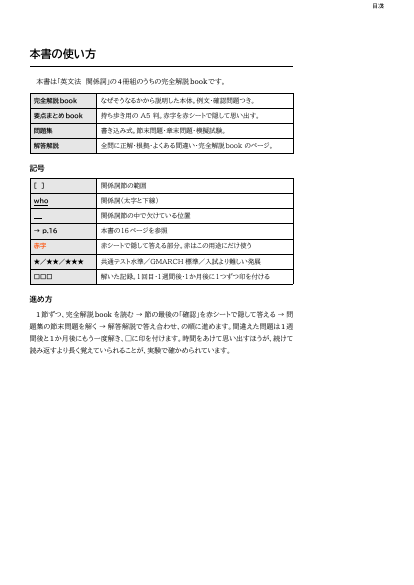 目次
本書の使い方
本書は「英文法 関係詞」の4冊組のうちの完全解説bookです。
完全解説book なぜそうなるかから説明した本体。例文・確認問題つき。
要点まとめbook 持ち歩き用の A5 判。赤字を赤シートで隠して思い出す。
問題集 書き込み式。節末問題・章末問題・模擬試験。
解答解説 全問に正解・根拠・よくある間違い・完全解説book のページ。
記号
[ ] 関係詞節の範囲
who 関係詞（太字と下線）
__ 関係詞節の中で欠けている位置
→ p.16 本書の16ページを参照
赤字 赤シートで隠して答える部分。赤はこの用途にだけ使う
★／★★／★★★ 共通テスト水準／GMARCH 標準／入試より難しい発展
□□□ 解いた記録。1回目・1週間後・1か月後に1つずつ印を付ける
進め方
1節ずつ、完全解説book を読む → 節の最後の「確認」を赤シートで隠して答える → 問
題集の節末問題を解く → 解答解説で答え合わせ、の順に進めます。間違えた問題は1週
間後と1か月後にもう一度解き、□に印を付けます。時間をあけて思い出すほうが、続けて
読み返すより長く覚えていられることが、実験で確かめられています。